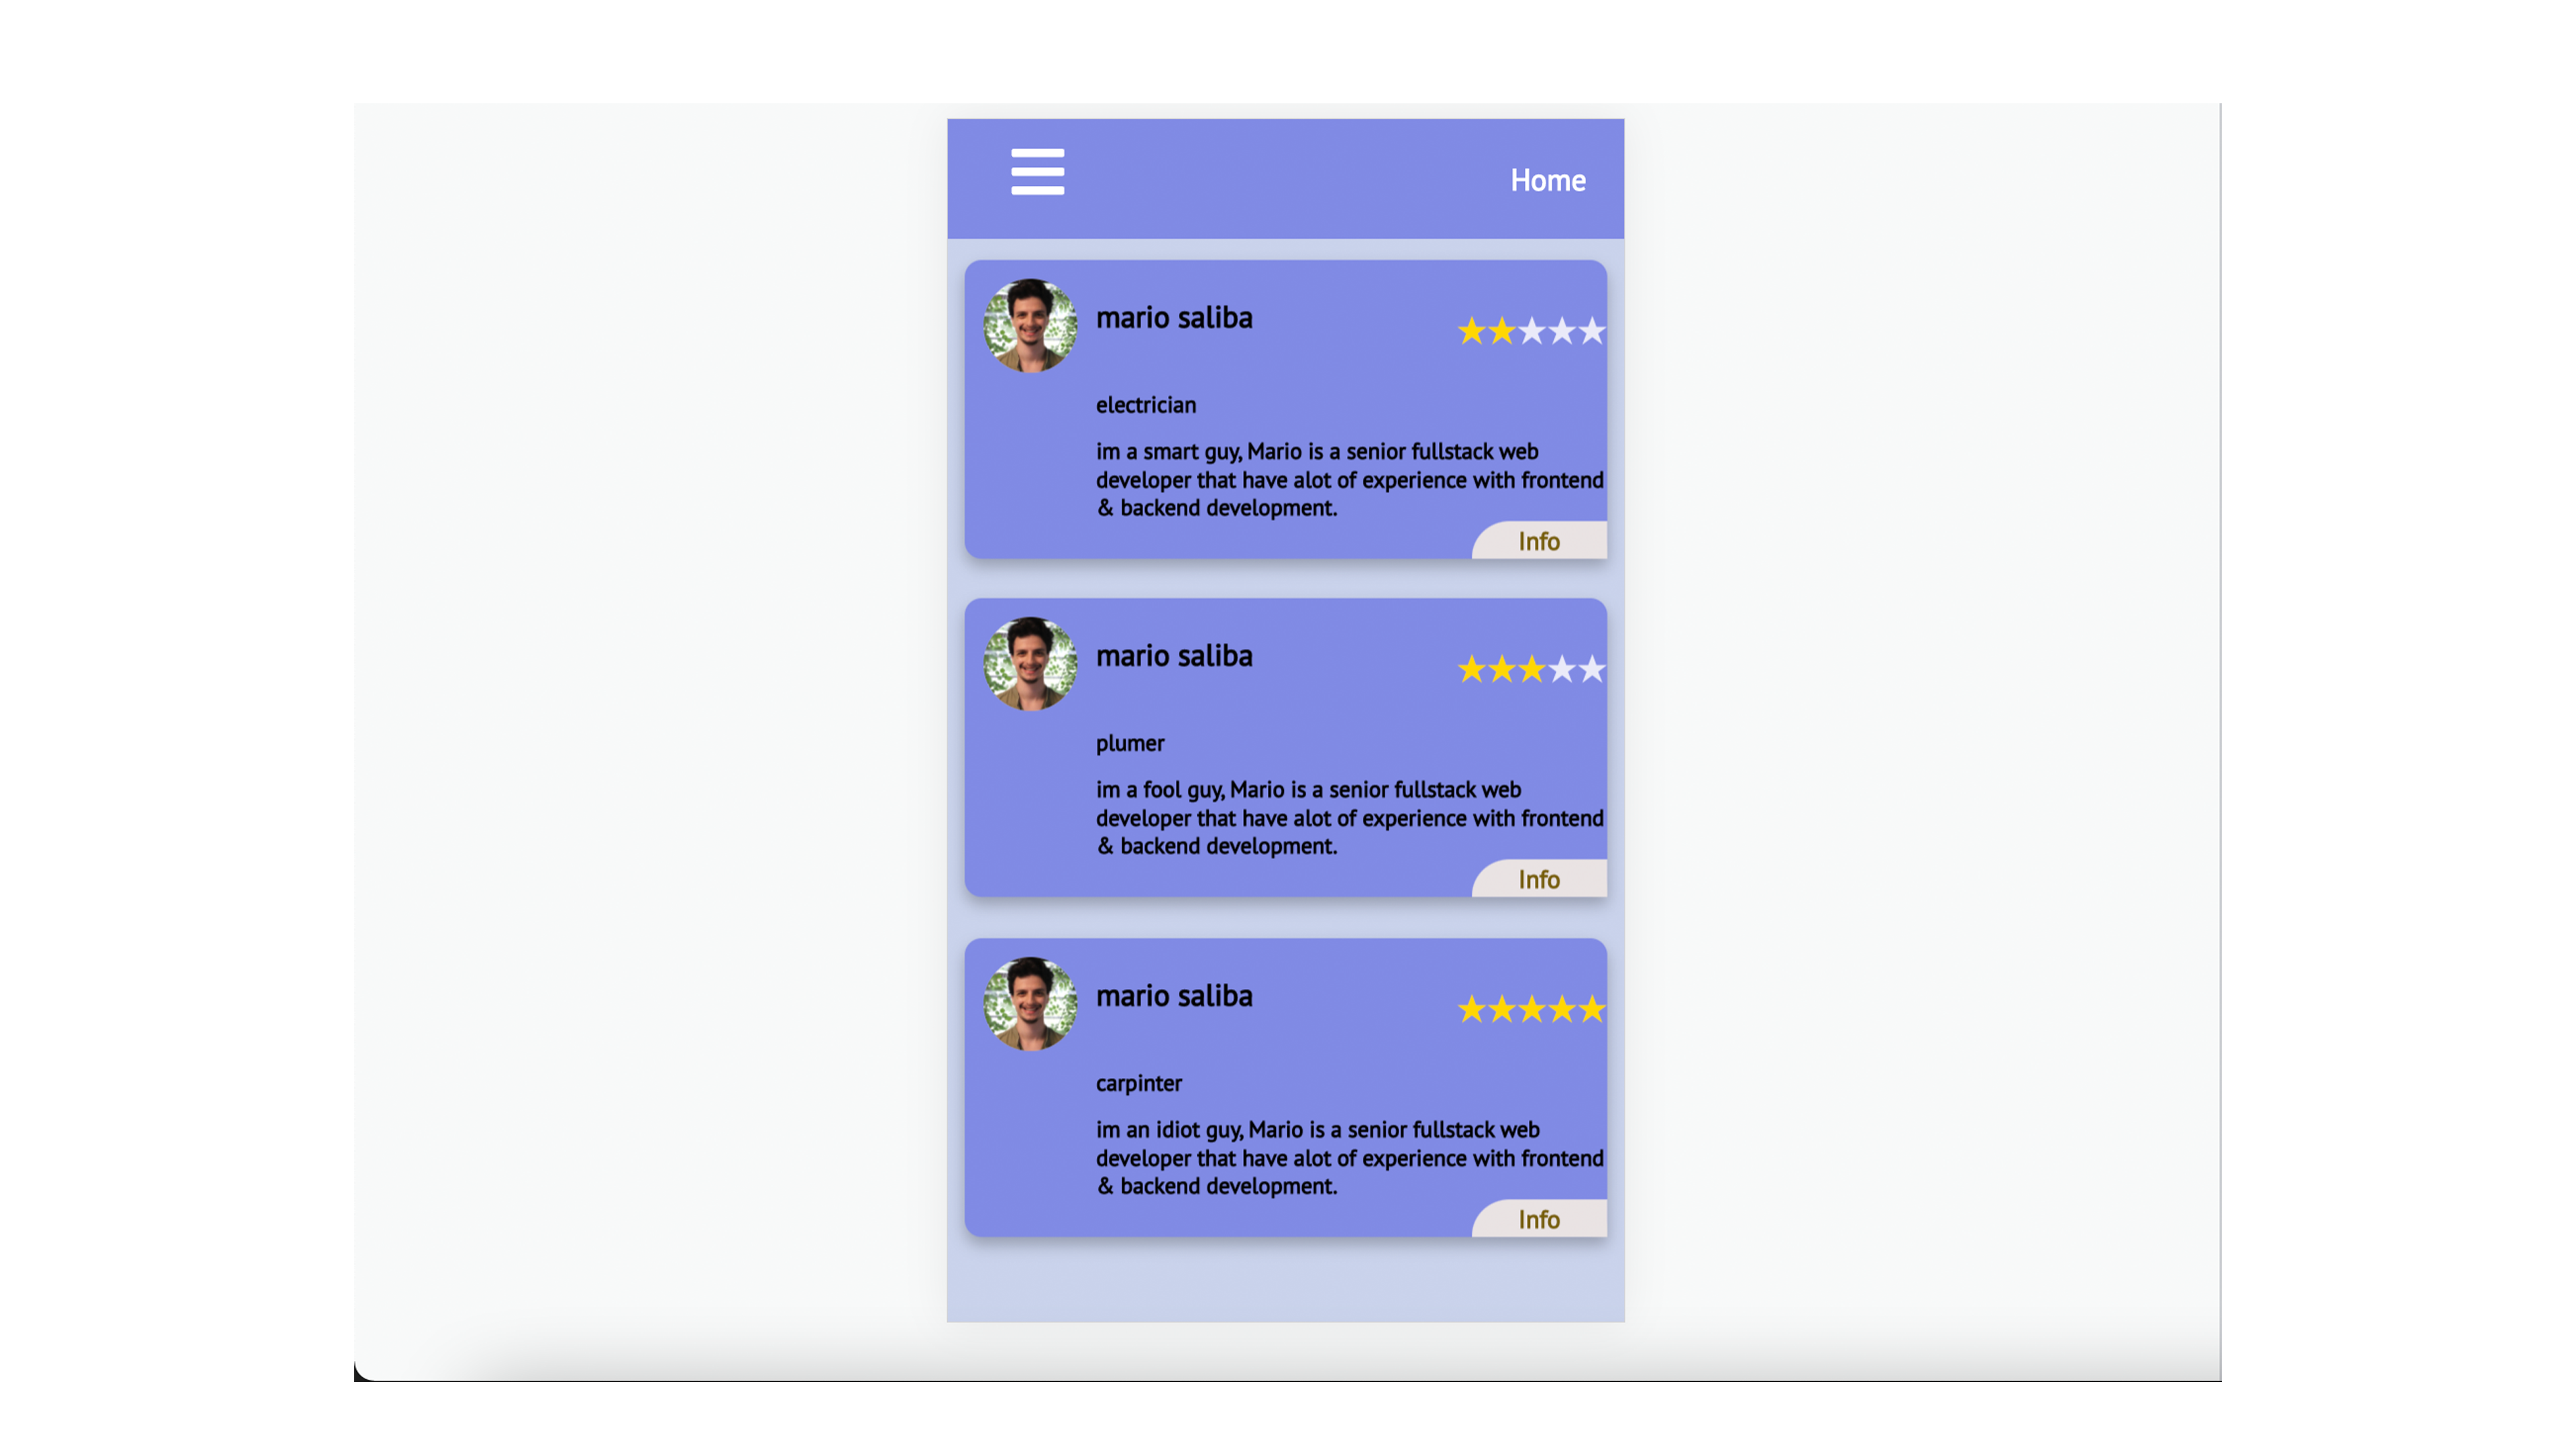 Home
mario saliba
electrician
im a smart guy, Mario is a senior fullstack web
developer that have alot of experience with frontend
& backend development.
Info
mario saliba
plumer
im a fool guy, Mario is a senior fullstack web
developer that have alot of experience with frontend
& backend development.
Info
mario saliba
carpinter
im an idiot guy, Mario is a senior fullstack web
developer that have alot of experience with frontend
& backend development.
Info